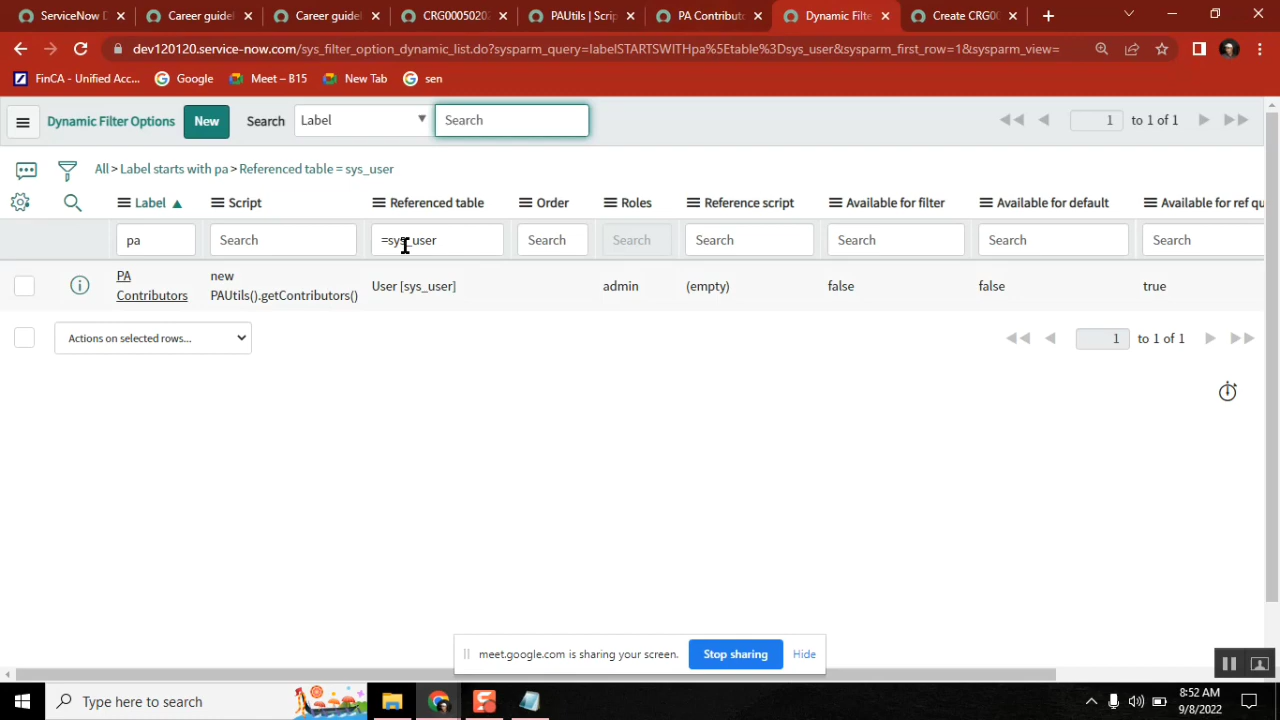 ServiceNow D
Career guidel
Career guidel
CRG0005020
PAUtils | Scrip
PA Contributo
Dynamic Filte
Create CRG00
dev120120.service-now.com/sys_filter_option_dynamic_list.do?sysparm_query=labelSTARTSWITHpa%5Etable%3Dsys_user&sysparm_first_row=1&sysparm_view=
FinCA - Unified Acc...
Google
Meet – B15
New Tab
sen
Dynamic Filter Options
New
Search
Label
Search
1
to 1 of 1
All > Label starts with pa > Referenced table = sys_user
Label
Script
Referenced table
Order
Roles
Reference script
Available for filter
Available for default
Available for ref qu
pa
Search
=sys_user
Search
Search
Search
Search
Search
Search
PA
Contributors
new
PAUtils().getContributors()
User [sys_user]
admin
(empty)
false
false
true
Actions on selected rows...
1
to 1 of 1
meet.google.com is sharing your screen.
Stop sharing
Hide
Type here to search
8:52 AM
9/8/2022